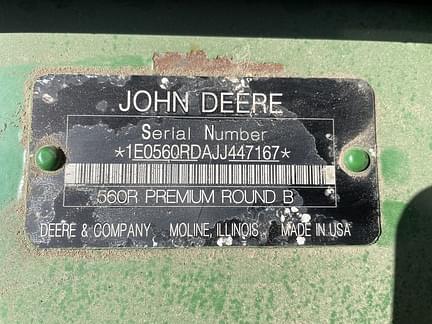 JOHN DEERE
Serial Number
*1E0560RDAJJ447167*
560R PREMIUM ROUND B
DEERE & COMPANY MOLINE, ILLINOIS MADE IN USA